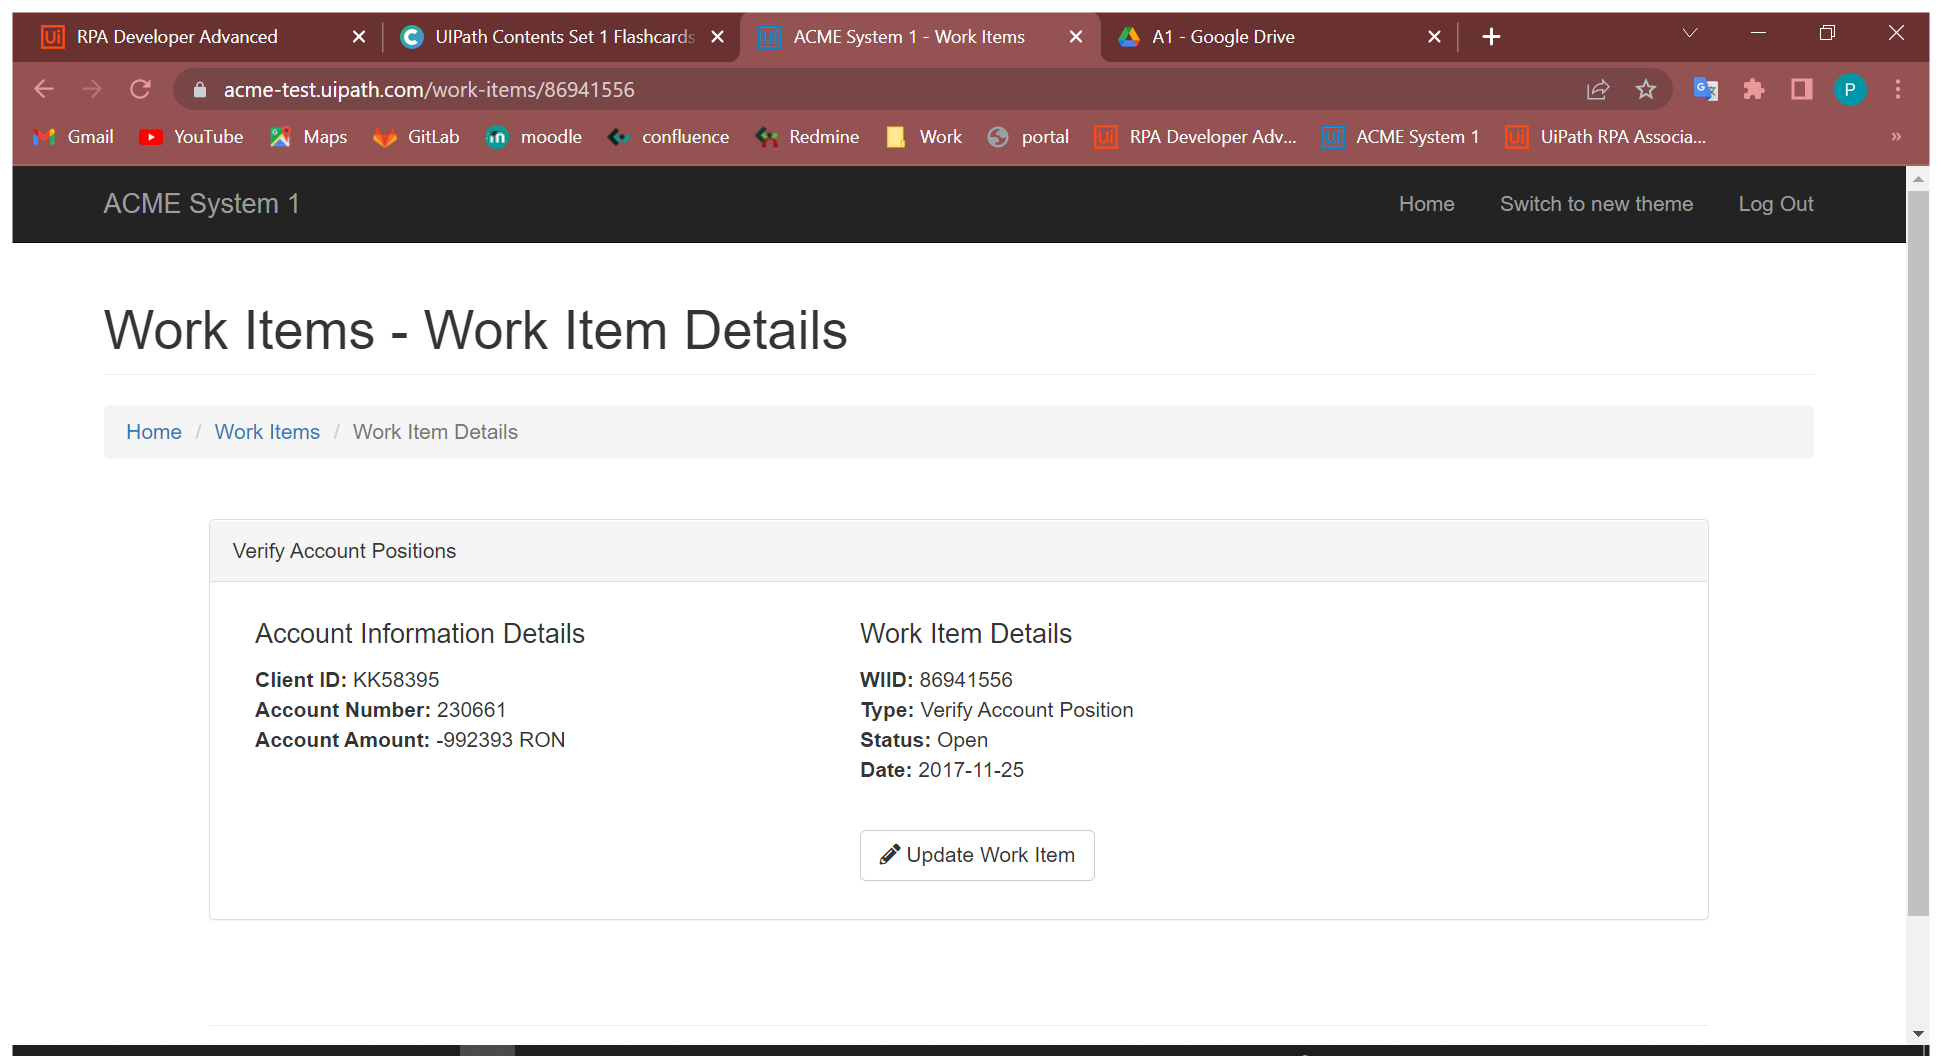 RPA Developer Advanced
UIPath Contents Set 1 Flashcards
ACME System 1 - Work Items
A1 - Google Drive
acme-test.uipath.com/work-items/86941556
P
Gmail YouTube Maps GitLab moodle confluence Redmine Work portal RPA Developer Adv... ACME System 1 UiPath RPA Associa...
»
ACME System 1
Home Switch to new theme Log Out
Work Items - Work Item Details
Home / Work Items / Work Item Details
Verify Account Positions
Account Information Details
Client ID: KK58395
Account Number: 230661
Account Amount: -992393 RON
Work Item Details
WIID: 86941556
Type: Verify Account Position
Status: Open
Date: 2017-11-25
Update Work Item